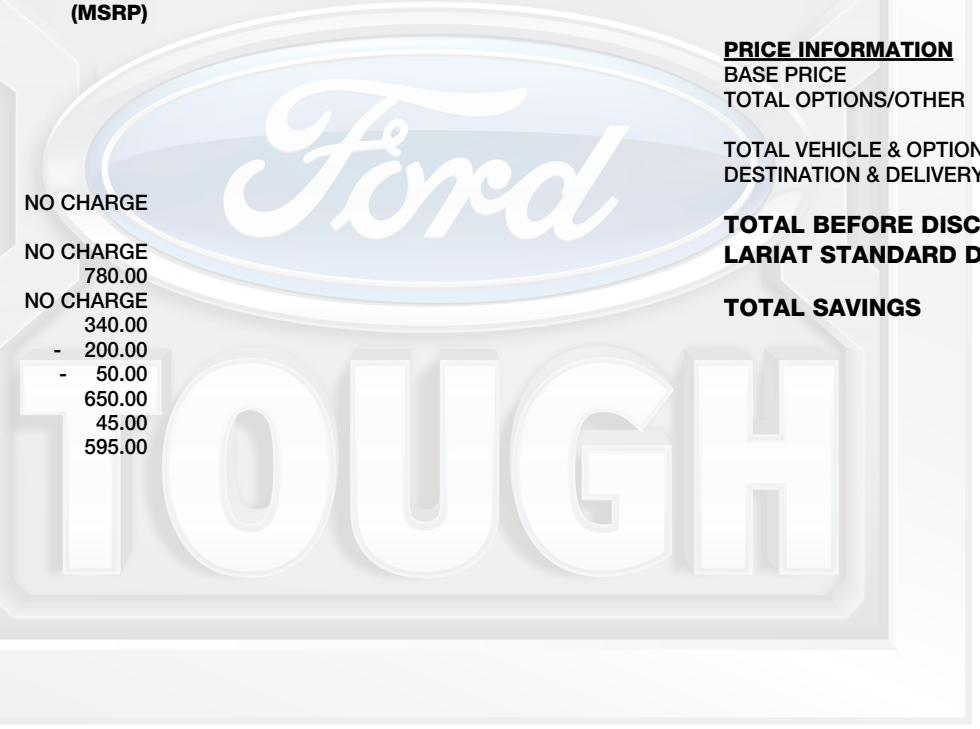 (MSRP)
NO CHARGE
NO CHARGE
780.00
NO CHARGE
340.00
- 200.00
- 50.00
650.00
45.00
595.00
PRICE INFORMATION
BASE PRICE
TOTAL OPTIONS/OTHER
TOTAL VEHICLE & OPTION
DESTINATION & DELIVERY
TOTAL BEFORE DISC
LARIAT STANDARD D
TOTAL SAVINGS
Ford
TOUGH